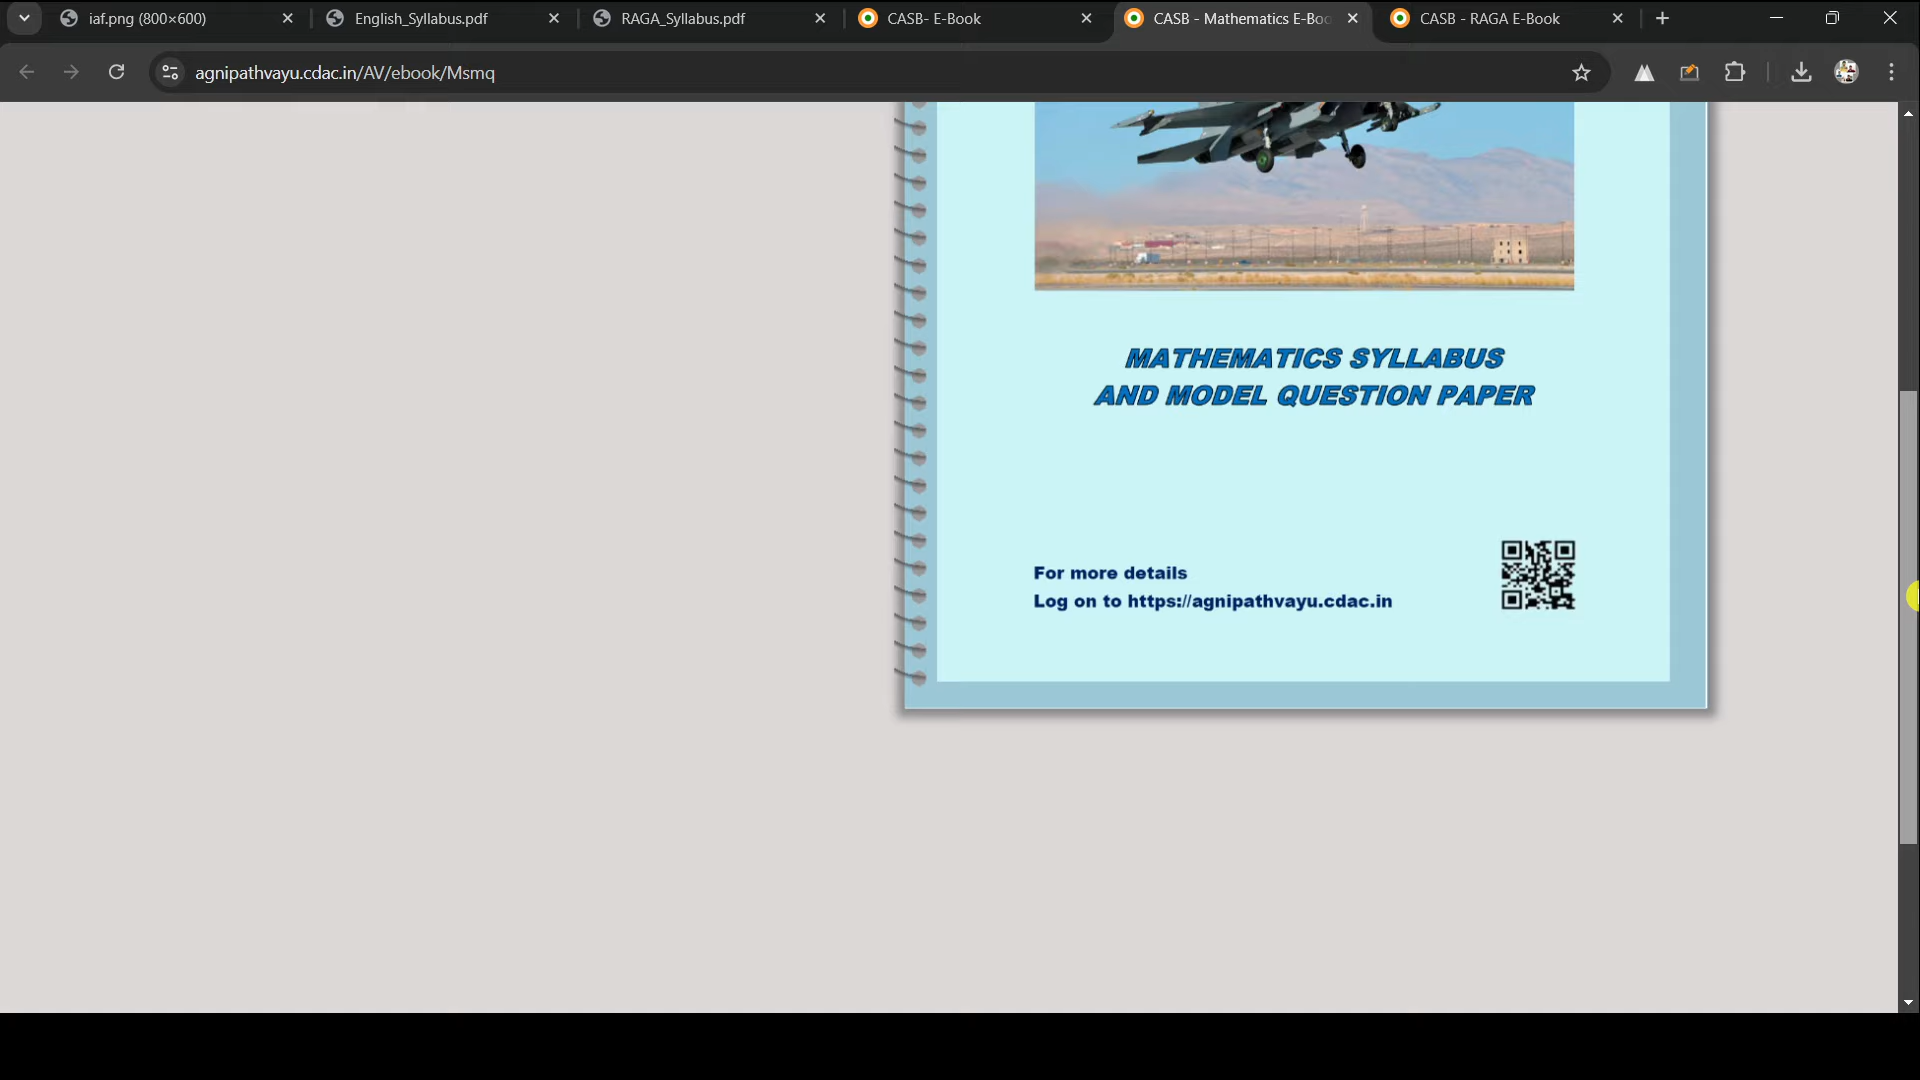 iaf.png (800×600)
English_Syllabus.pdf
RAGA_Syllabus.pdf
CASB- E-Book
CASB - Mathematics E-Boo
CASB - RAGA E-Book
agnipathvayu.cdac.in/AV/ebook/Msmq
MATHEMATICS SYLLABUS
AND MODEL QUESTION PAPER
For more details
Log on to https://agnipathvayu.cdac.in